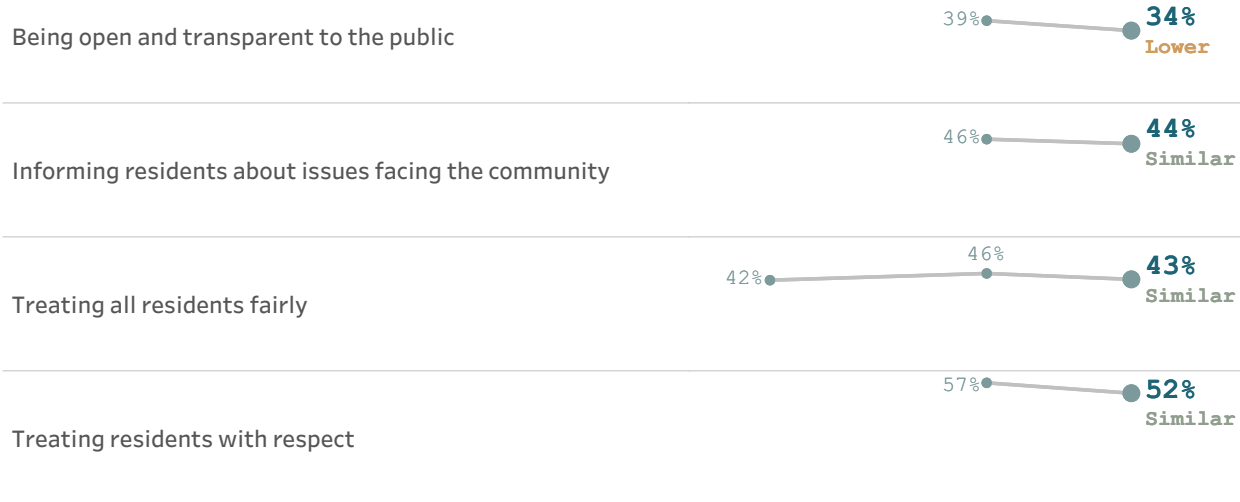 39% 34%
Being open and transparent to the public
Lower
46% 44%
Similar
Informing residents about issues facing the community
46%
42% 43%
Treating all residents fairly
Similar
57% 52%
Similar
Treating residents with respect